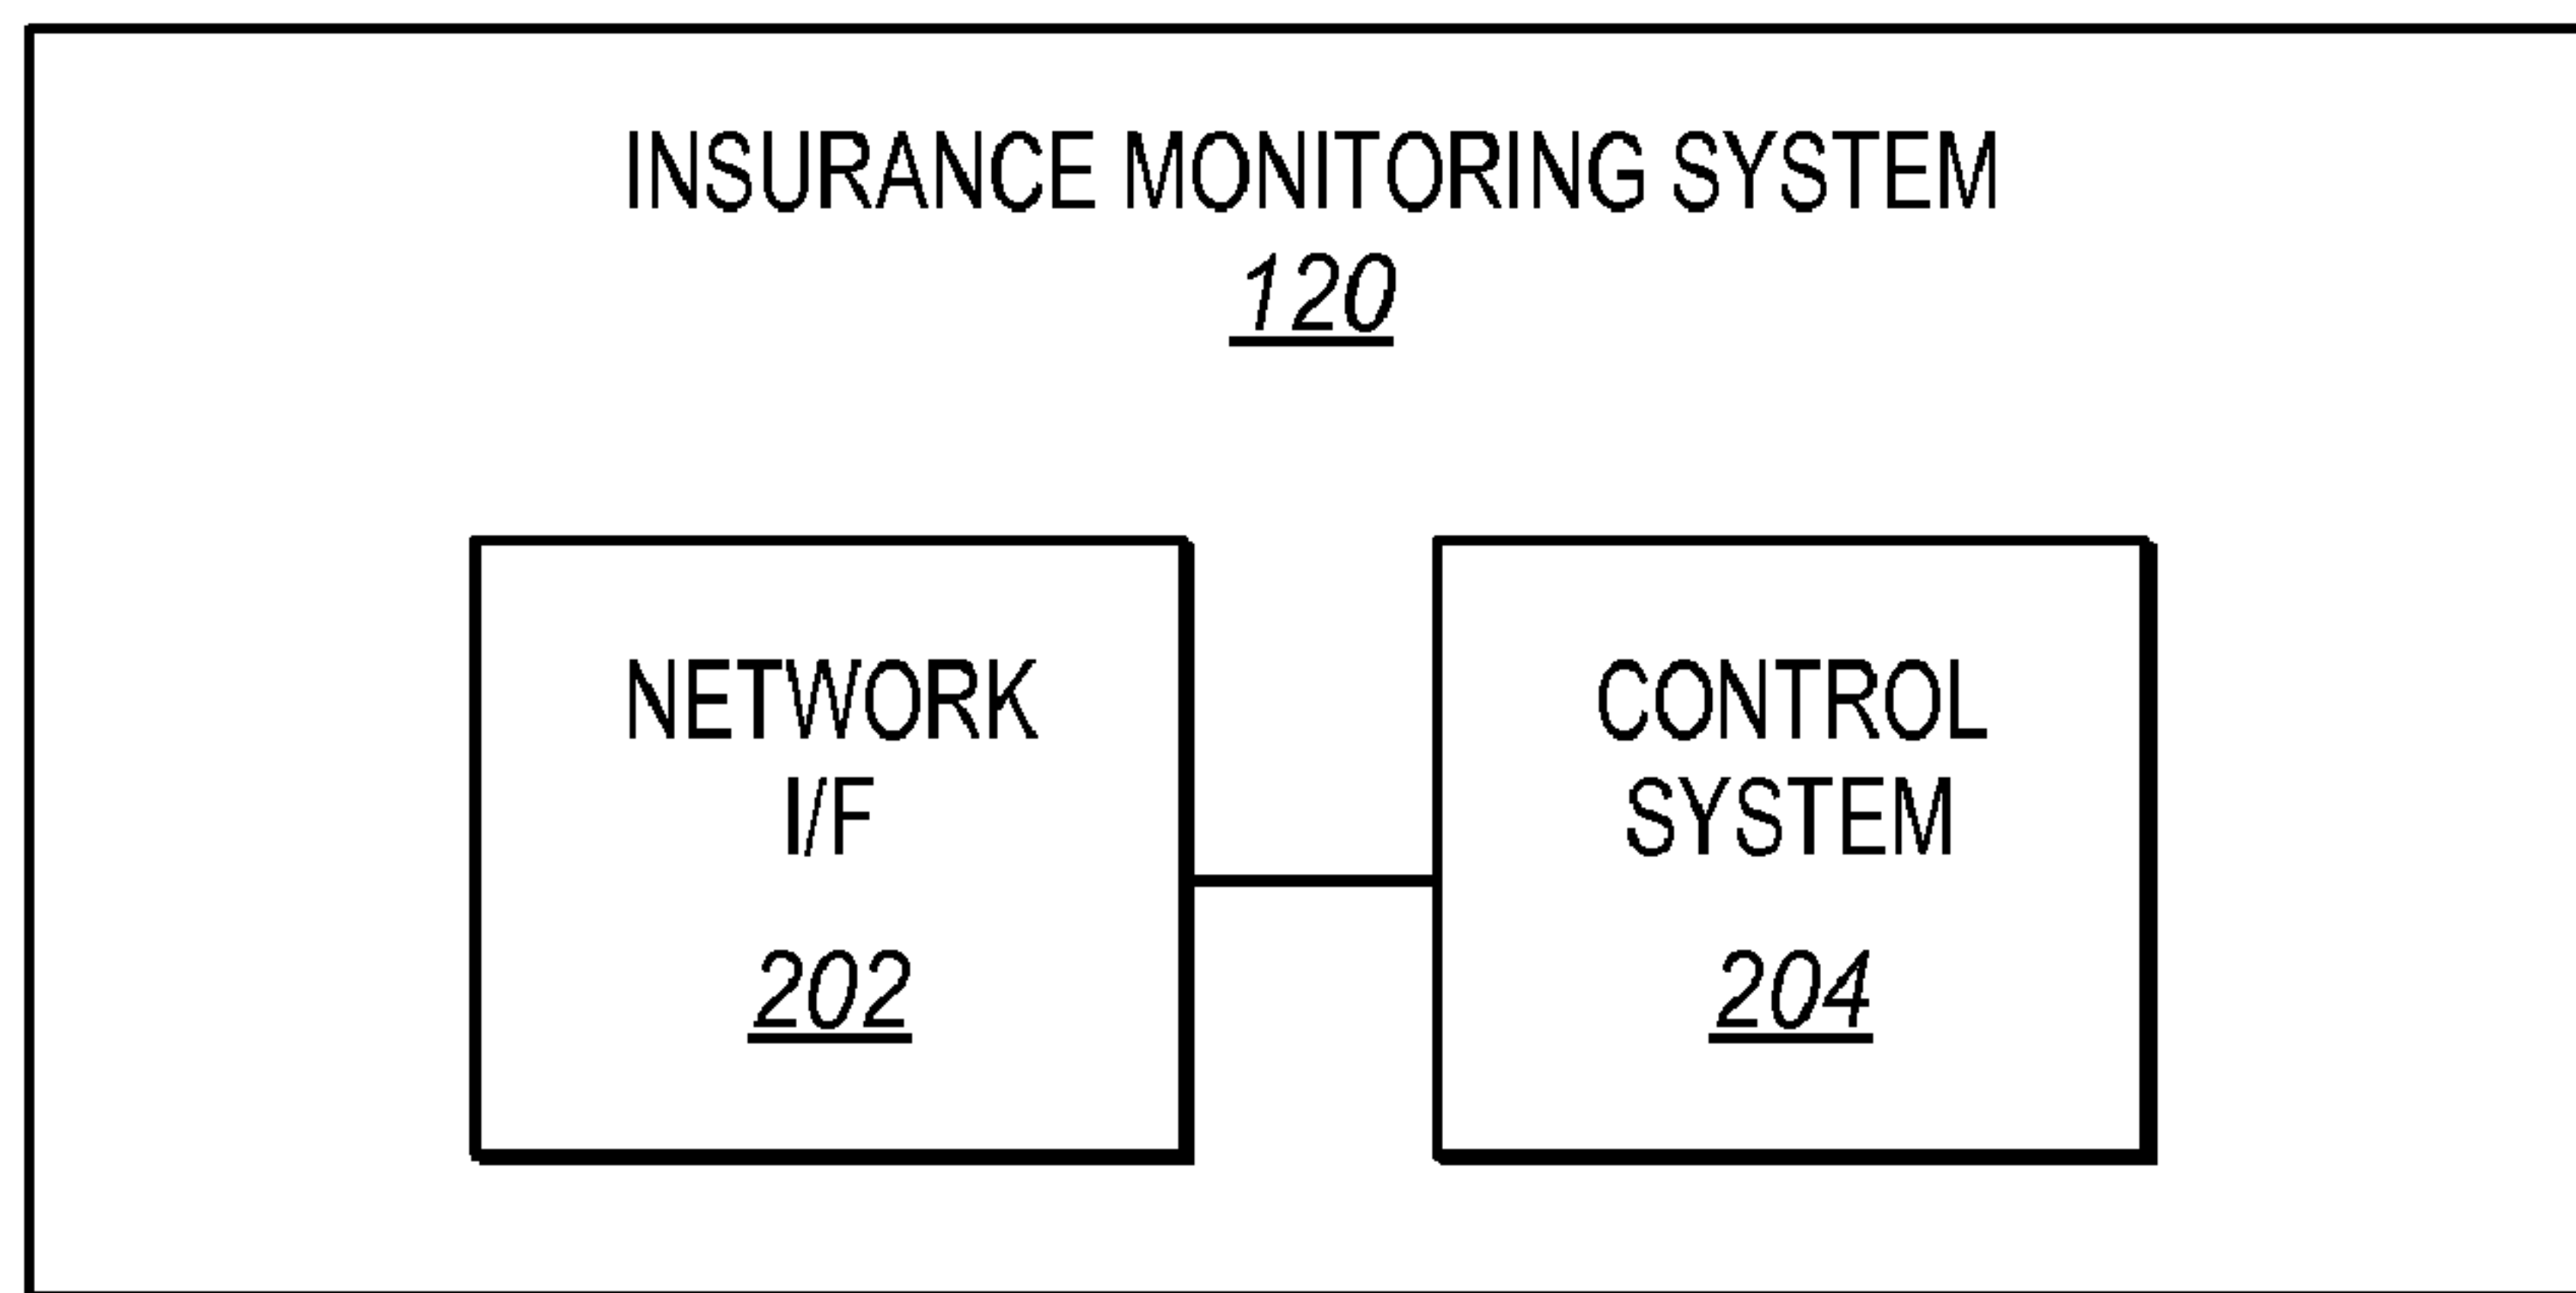 INSURANCE MONITORING SYSTEM
120
NETWORK
I/F
202
CONTROL
SYSTEM
204